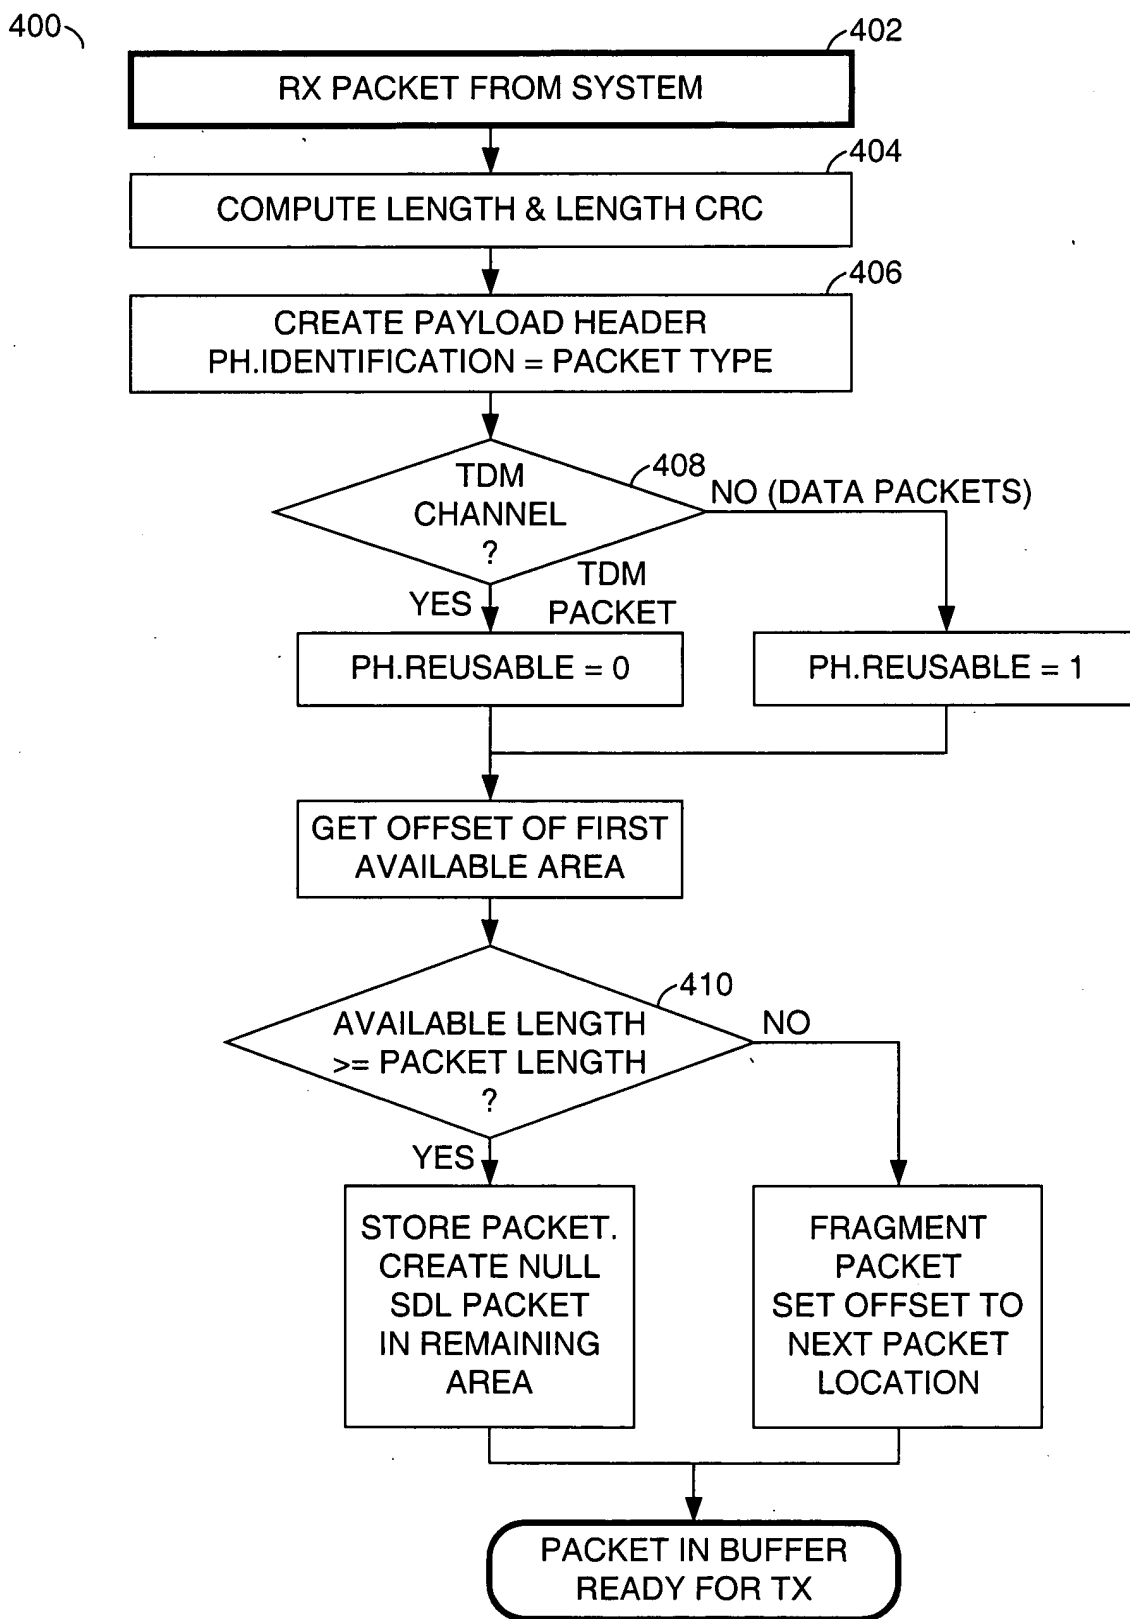 400
402
RX PACKET FROM SYSTEM
404
COMPUTE LENGTH & LENGTH CRC
406
CREATE PAYLOAD HEADER
PH.IDENTIFICATION = PACKET TYPE
408
TDM
CHANNEL
?
NO (DATA PACKETS)
YES
TDM
PACKET
PH.REUSABLE = 0
PH.REUSABLE = 1
GET OFFSET OF FIRST
AVAILABLE AREA
410
AVAILABLE LENGTH
>= PACKET LENGTH
?
NO
YES
STORE PACKET.
CREATE NULL
SDL PACKET
IN REMAINING
AREA
FRAGMENT
PACKET
SET OFFSET TO
NEXT PACKET
LOCATION
PACKET IN BUFFER
READY FOR TX